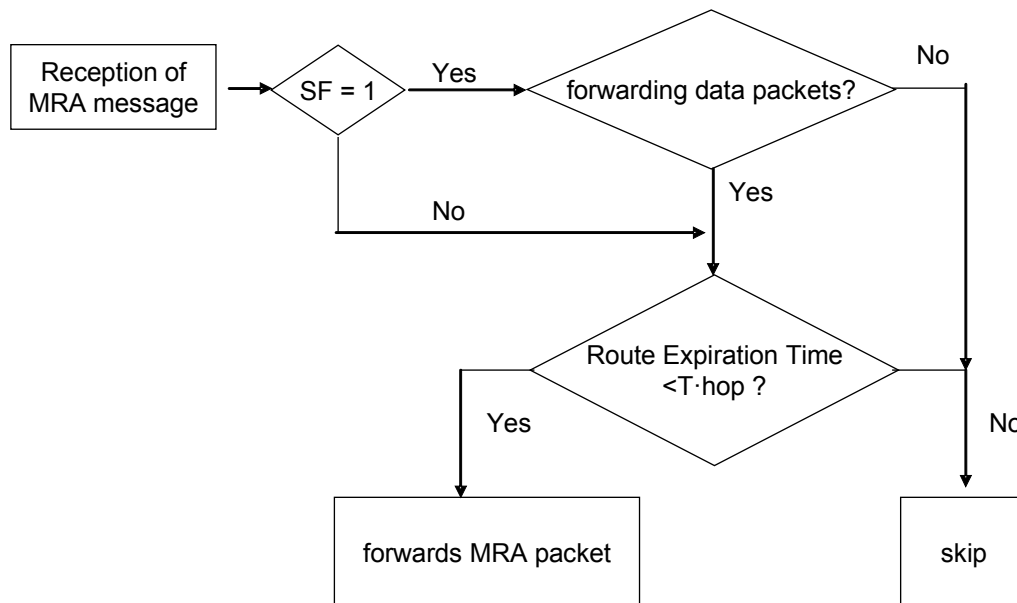 Reception of
MRA message
SF = 1
Yes
forwarding data packets?
No
Yes
No
Route Expiration Time
<T·hop ?
Yes
No
forwards MRA packet
skip